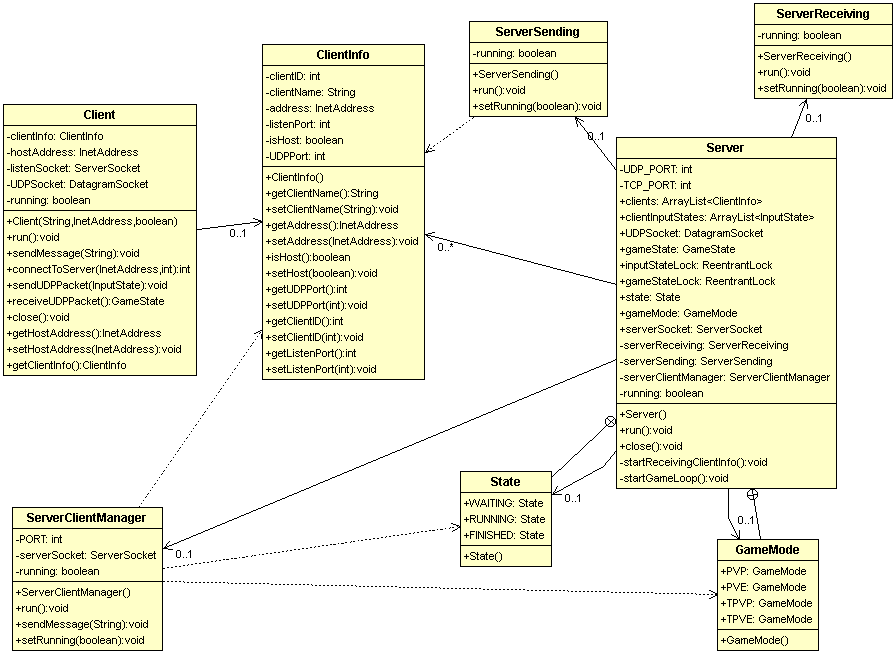 Client
-clientInfo: ClientInfo
-hostAddress: InetAddress
-listenSocket: ServerSocket
-UDPSocket: DatagramSocket
-running: boolean
+Client(String,InetAddress,boolean)
+run():void
+sendMessage(String):void
+connectToServer(InetAddress,int):int
+sendUDPPacket(InputState):void
+receiveUDPPacket():GameState
+close():void
+getHostAddress():InetAddress
+setHostAddress(InetAddress):void
+getClientInfo():ClientInfo
0..1
ClientInfo
-clientID: int
-clientName: String
-address: InetAddress
-listenPort: int
-isHost: boolean
-UDPPort: int
+ClientInfo()
+getClientName():String
+setClientName(String):void
+getAddress():InetAddress
+setAddress(InetAddress):void
+isHost():boolean
+setHost(boolean):void
+getUDPPort():int
+setUDPPort(int):void
+getClientID():int
+setClientID(int):void
+getListenPort():int
+setListenPort(int):void
0..*
ServerSending
-running: boolean
+ServerSending()
+run():void
+setRunning(boolean):void
0..1
ServerReceiving
-running: boolean
+ServerReceiving()
+run():void
+setRunning(boolean):void
0..1
Server
-UDP_PORT: int
-TCP_PORT: int
+clients: ArrayList<ClientInfo>
+clientInputStates: ArrayList<InputState>
+UDPSocket: DatagramSocket
+gameState: GameState
+inputStateLock: ReentrantLock
+gameStateLock: ReentrantLock
+state: State
+gameMode: GameMode
+serverSocket: ServerSocket
-serverReceiving: ServerReceiving
-serverSending: ServerSending
-serverClientManager: ServerClientManager
-running: boolean
+Server()
+run():void
+close():void
-startReceivingClientInfo():void
-startGameLoop():void
ServerClientManager
-PORT: int
-serverSocket: ServerSocket
-running: boolean
+ServerClientManager()
+run():void
+sendMessage(String):void
+setRunning(boolean):void
0..1
State
+WAITING: State
+RUNNING: State
+FINISHED: State
+State()
0..1
0..1
GameMode
+PVP: GameMode
+PVE: GameMode
+TPVP: GameMode
+TPVE: GameMode
+GameMode()